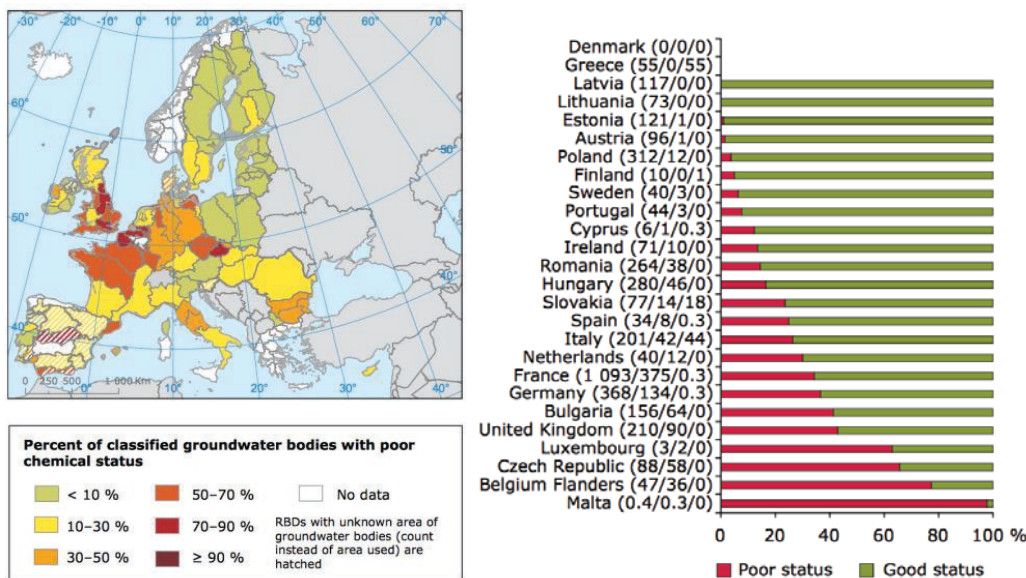 -30° -20° -10° 0° 10° 20° 30° 40° 50° 60° 70°
60°
50°
40°
60°
50°
40°
0 250 500 1 000 Km
0° 10° 20° 30° 40°
Percent of classified groundwater bodies with poor
chemical status
< 10 % 50–70 % No data
10–30 % 70–90 %
30–50 % ≥ 90 %
RBDs with unknown area of
groundwater bodies (count
instead of area used) are
hatched
Denmark (0/0/0)
Greece (55/0/55)
Latvia (117/0/0)
Lithuania (73/0/0)
Estonia (121/1/0)
Austria (96/1/0)
Poland (312/12/0)
Finland (10/0/1)
Sweden (40/3/0)
Portugal (44/3/0)
Cyprus (6/1/0.3)
Ireland (71/10/0)
Romania (264/38/0)
Hungary (280/46/0)
Slovakia (77/14/18)
Spain (34/8/0.3)
Italy (201/42/44)
Netherlands (40/12/0)
France (1 093/375/0.3)
Germany (368/134/0.3)
Bulgaria (156/64/0)
United Kingdom (210/90/0)
Luxembourg (3/2/0)
Czech Republic (88/58/0)
Belgium Flanders (47/36/0)
Malta (0.4/0.3/0)
0 20 40 60 80 100 %
Poor status Good status